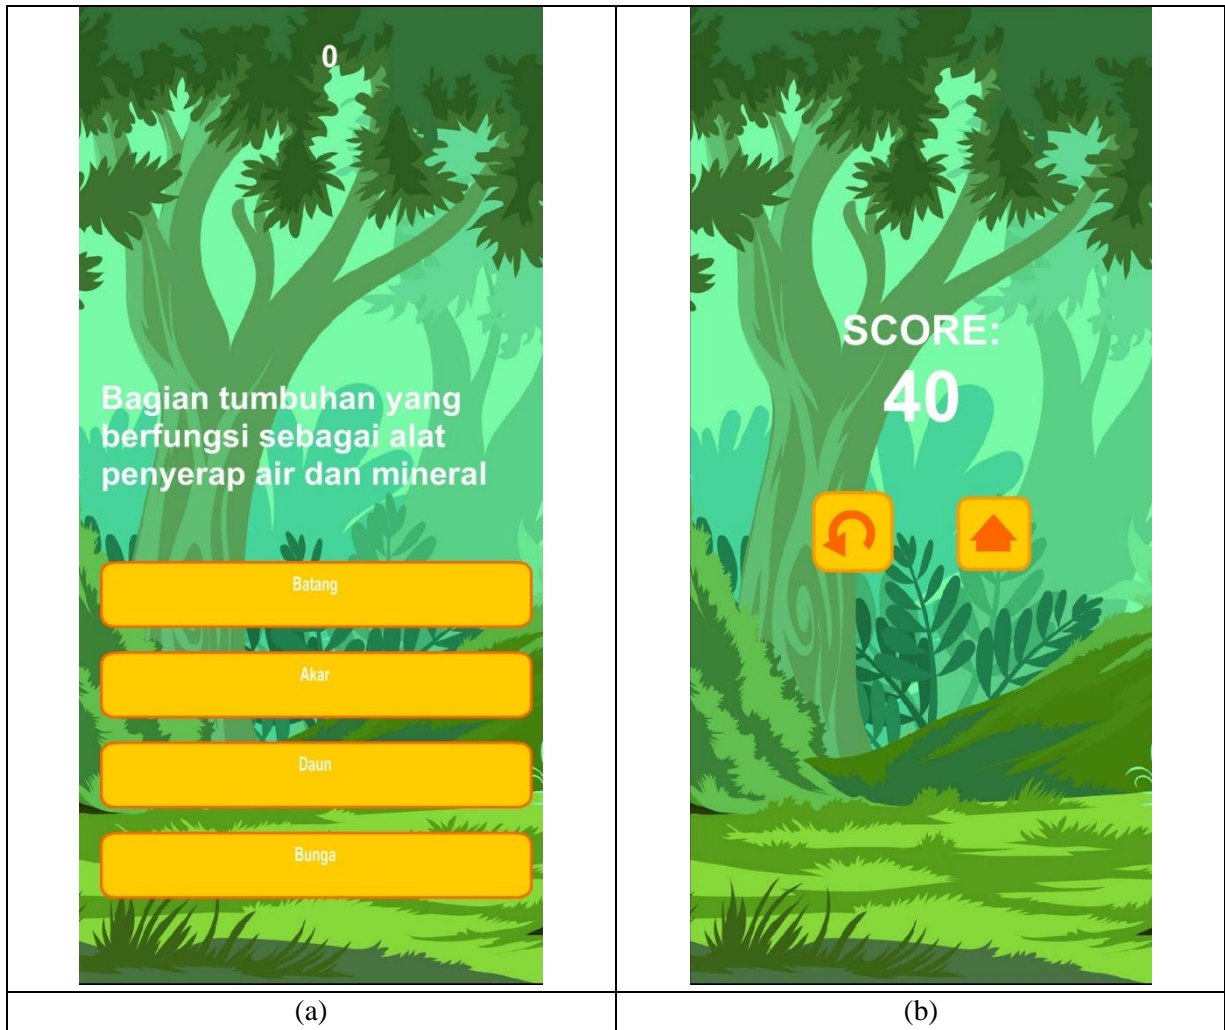 0
Bagian tumbuhan yang
berfungsi sebagai alat
penyerap air dan mineral
Batang
Akar
Daun
Bunga
(a)
SCORE:
40
(b)